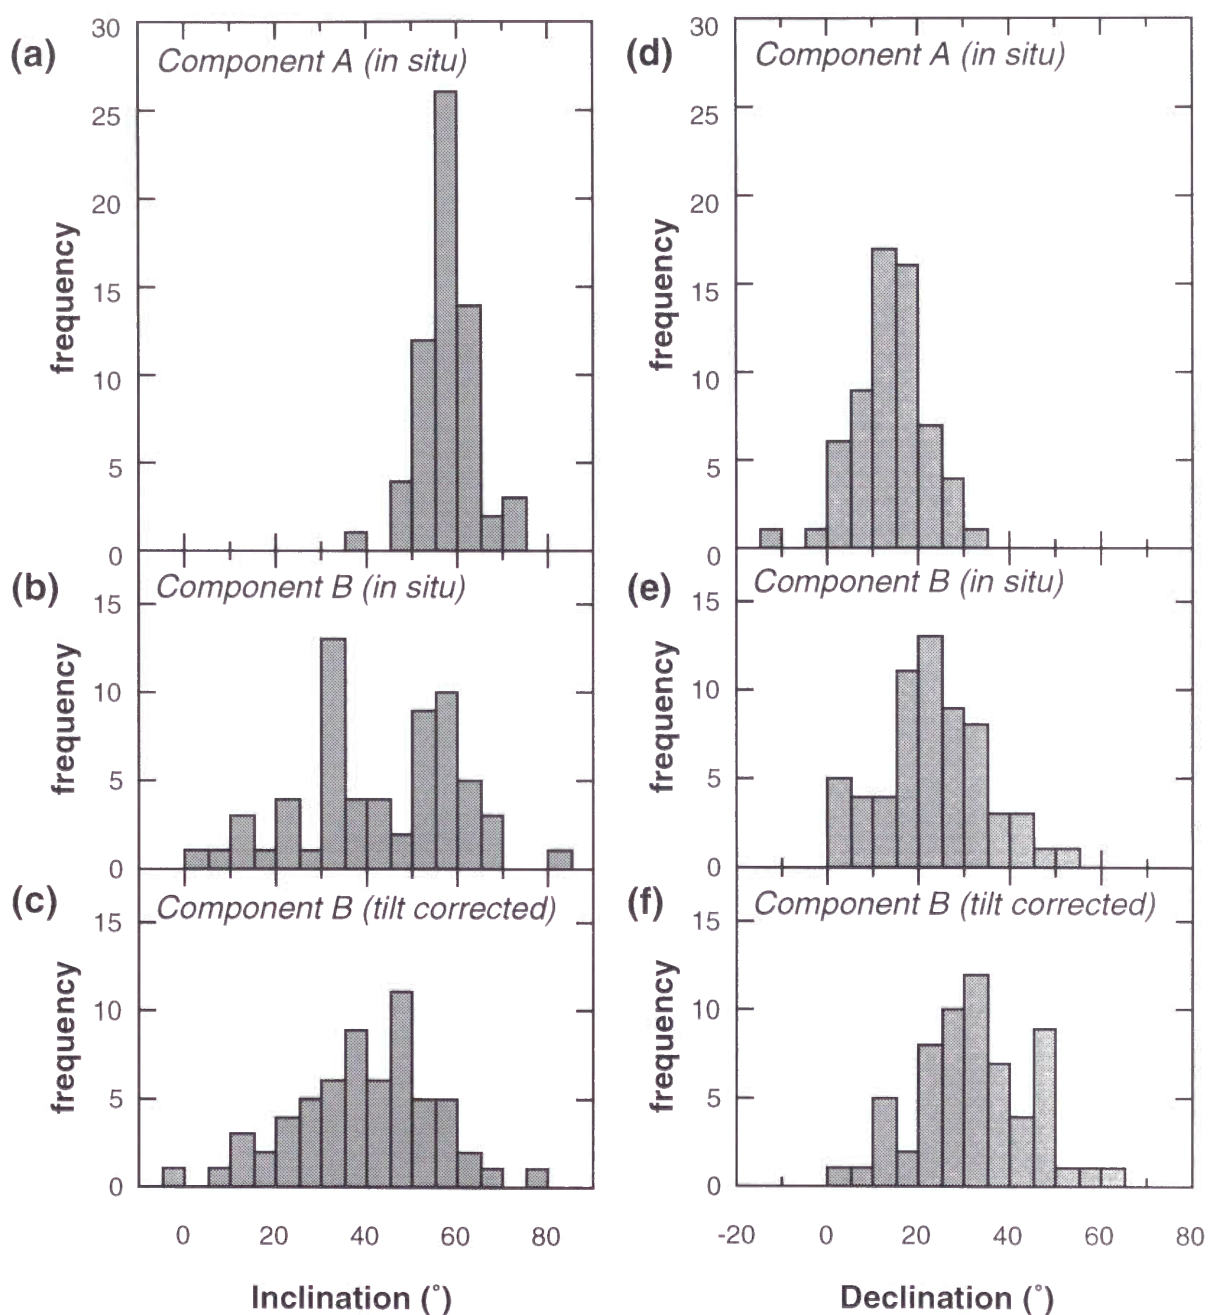 (a)
Component A (in situ)
frequency
30
25
20
15
10
5
0
(b)
Component B (in situ)
frequency
15
10
5
0
(c)
Component B (tilt corrected)
frequency
15
10
5
0
0 20 40 60 80
Inclination (°)
(d)
Component A (in situ)
frequency
30
25
20
15
10
5
0
(e)
Component B (in situ)
frequency
15
10
5
0
(f)
Component B (tilt corrected)
frequency
15
10
5
0
-20 0 20 40 60 80
Declination (°)